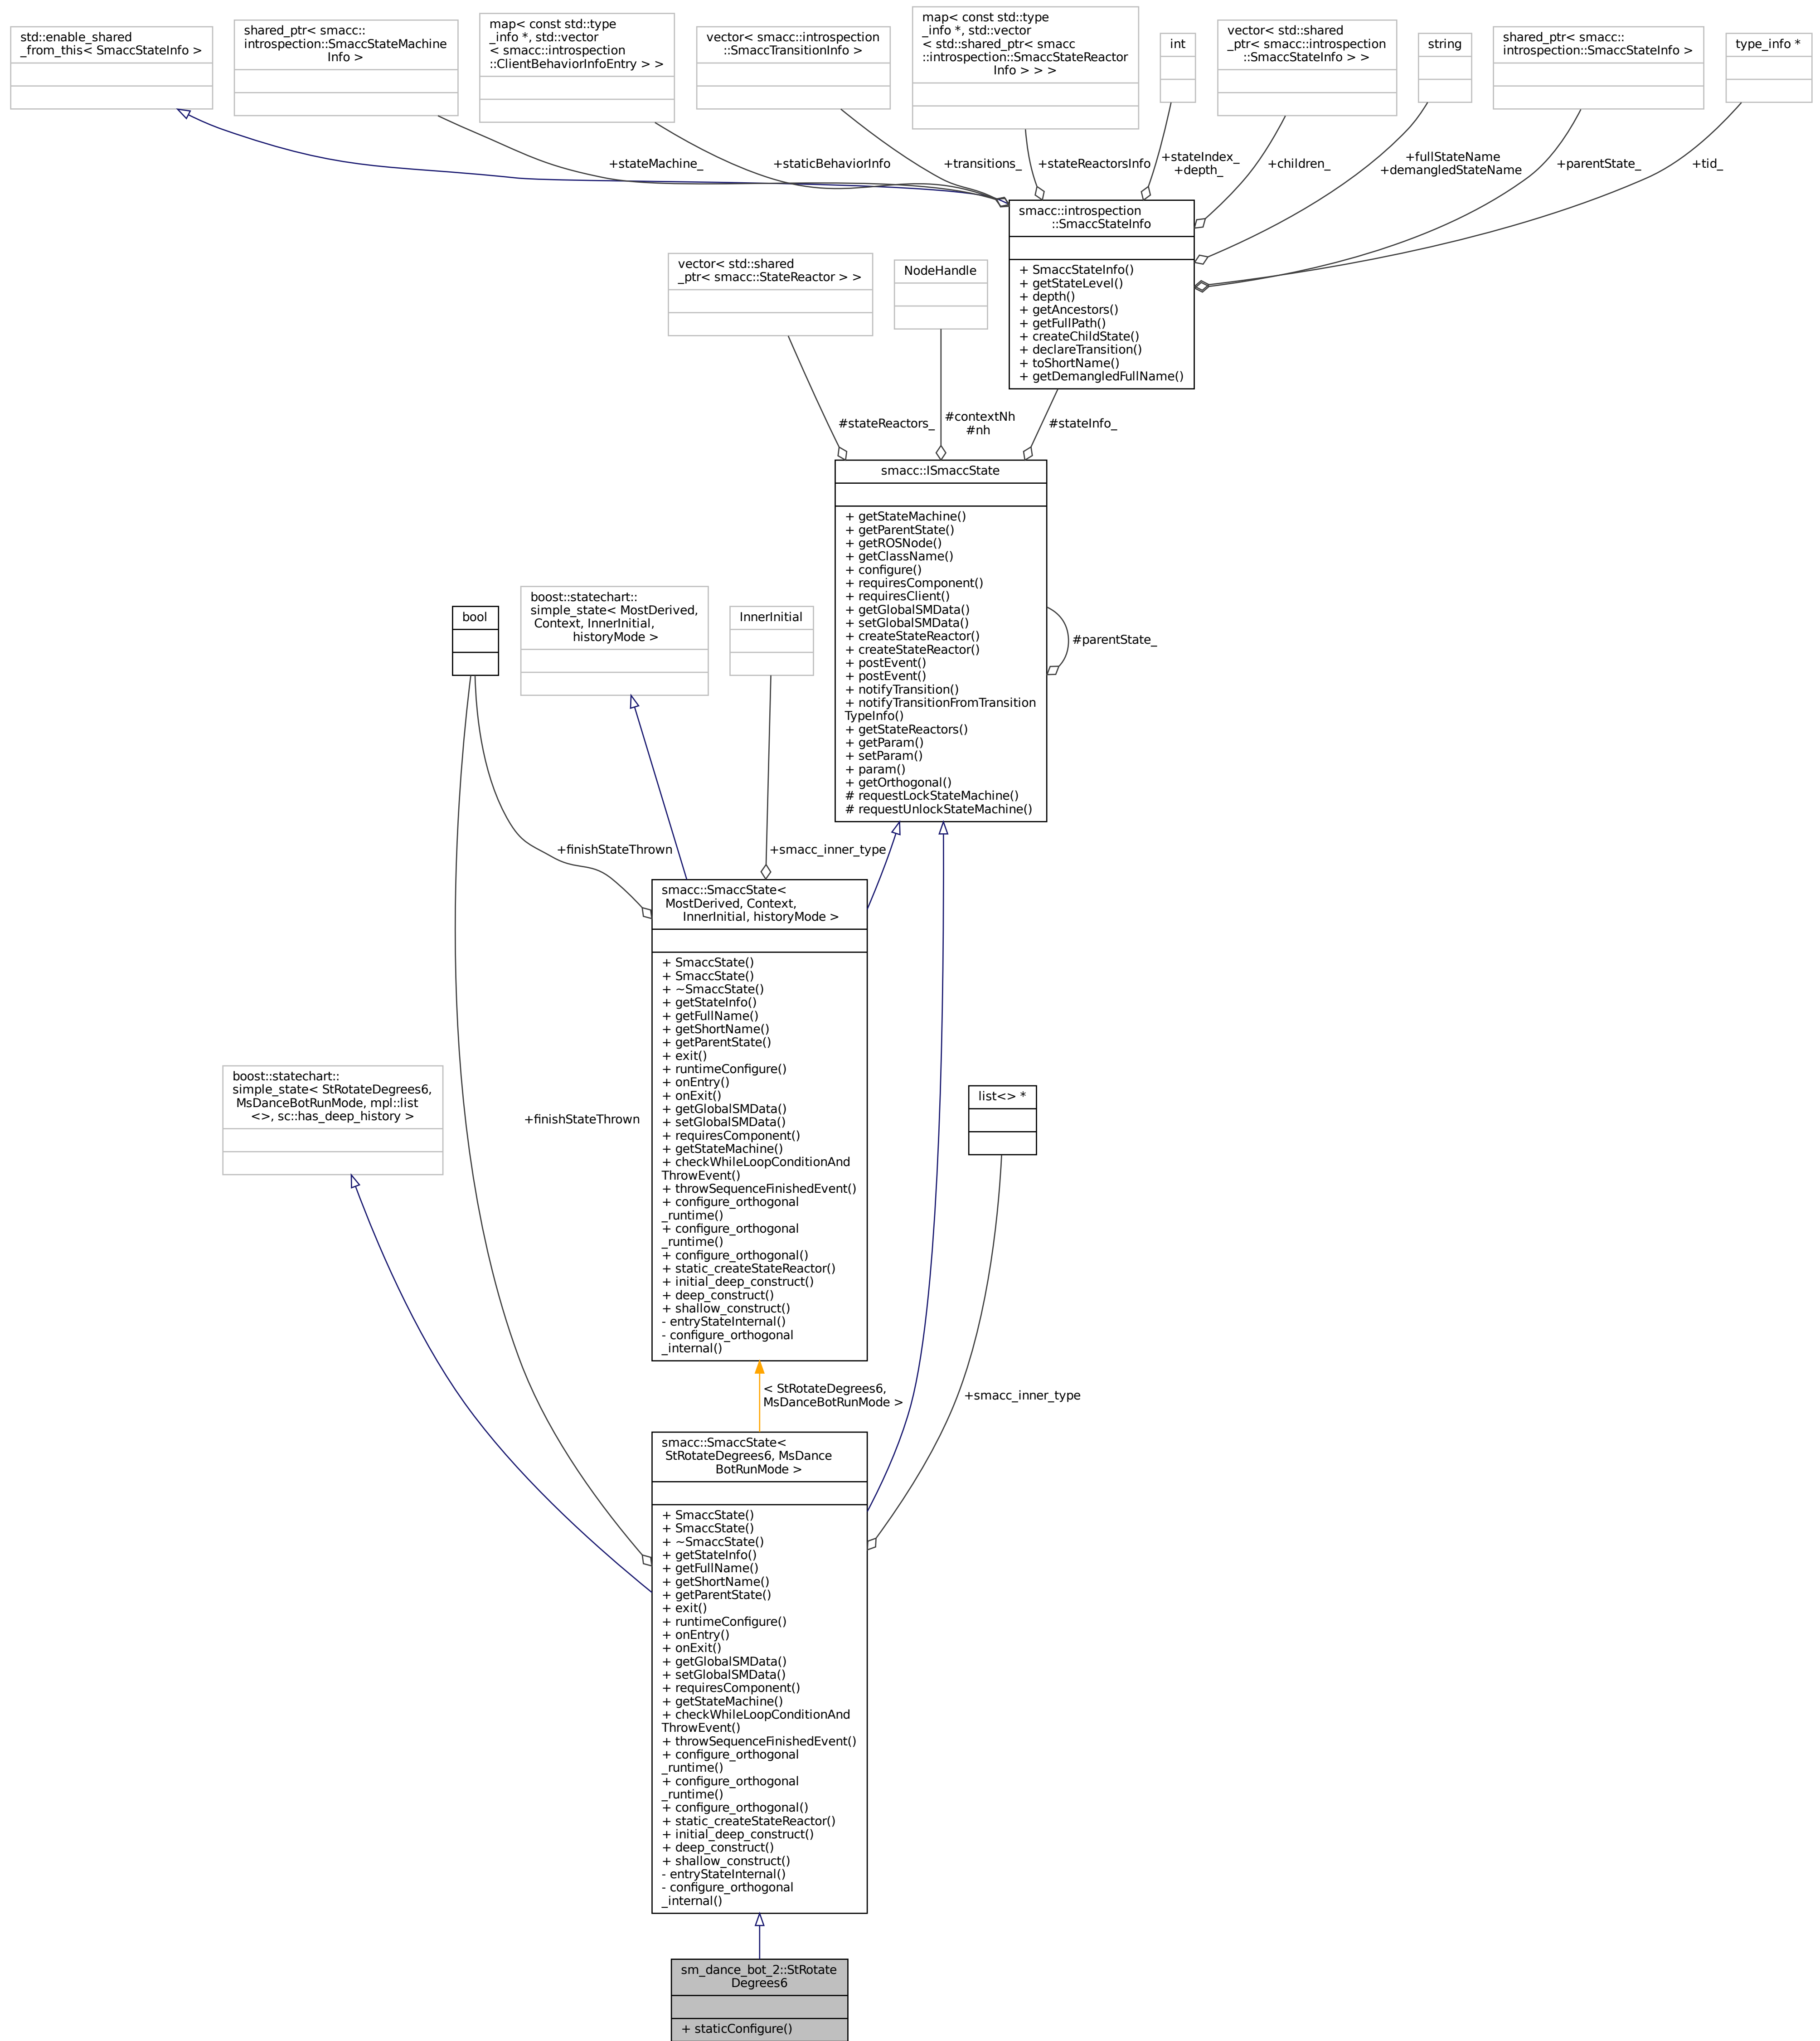 std::enable_shared
_from_this< SmaccStateInfo >
shared_ptr< smacc::
introspection::SmaccStateMachine
Info >
map< const std::type
_info *, std::vector
< smacc::introspection
::ClientBehaviorInfoEntry > >
vector< smacc::introspection
::SmaccTransitionInfo >
map< const std::type
_info *, std::vector
< std::shared_ptr< smacc
::introspection::SmaccStateReactor
Info > > >
int
vector< std::shared
_ptr< smacc::introspection
::SmaccStateInfo > >
string
shared_ptr< smacc::
introspection::SmaccStateInfo >
type_info *
+stateMachine_
+staticBehaviorInfo
+transitions_
+stateReactorsInfo
+stateIndex_
+depth_
+children_
+fullStateName
+demangledStateName
+parentState_
+tid_
smacc::introspection
::SmaccStateInfo
+ SmaccStateInfo()
+ getStateLevel()
+ depth()
+ getAncestors()
+ getFullPath()
+ createChildState()
+ declareTransition()
+ toShortName()
+ getDemangledFullName()
vector< std::shared
_ptr< smacc::StateReactor > >
NodeHandle
#stateReactors_
#contextNh
#nh
#stateInfo_
smacc::ISmaccState
+ getStateMachine()
+ getParentState()
+ getROSNode()
+ getClassName()
+ configure()
+ requiresComponent()
+ requiresClient()
+ getGlobalSMData()
+ setGlobalSMData()
+ createStateReactor()
+ createStateReactor()
+ postEvent()
+ postEvent()
+ notifyTransition()
+ notifyTransitionFromTransition
TypeInfo()
+ getStateReactors()
+ getParam()
+ setParam()
+ param()
+ getOrthogonal()
# requestLockStateMachine()
# requestUnlockStateMachine()
#parentState_
bool
boost::statechart::
simple_state< MostDerived,
Context, InnerInitial,
historyMode >
InnerInitial
+finishStateThrown
+smacc_inner_type
smacc::SmaccState<
MostDerived, Context,
InnerInitial, historyMode >
+ SmaccState()
+ SmaccState()
+ ~SmaccState()
+ getStateInfo()
+ getFullName()
+ getShortName()
+ getParentState()
+ exit()
+ runtimeConfigure()
+ onEntry()
+ onExit()
+ getGlobalSMData()
+ setGlobalSMData()
+ requiresComponent()
+ getStateMachine()
+ checkWhileLoopConditionAnd
ThrowEvent()
+ throwSequenceFinishedEvent()
+ configure_orthogonal
_runtime()
+ configure_orthogonal
_runtime()
+ configure_orthogonal()
+ static_createStateReactor()
+ initial_deep_construct()
+ deep_construct()
+ shallow_construct()
- entryStateInternal()
- configure_orthogonal
_internal()
boost::statechart::
simple_state< StRotateDegrees6,
MsDanceBotRunMode, mpl::list
<>, sc::has_deep_history >
+finishStateThrown
list<> *
< StRotateDegrees6,
MsDanceBotRunMode >
+smacc_inner_type
smacc::SmaccState<
StRotateDegrees6, MsDance
BotRunMode >
+ SmaccState()
+ SmaccState()
+ ~SmaccState()
+ getStateInfo()
+ getFullName()
+ getShortName()
+ getParentState()
+ exit()
+ runtimeConfigure()
+ onEntry()
+ onExit()
+ getGlobalSMData()
+ setGlobalSMData()
+ requiresComponent()
+ getStateMachine()
+ checkWhileLoopConditionAnd
ThrowEvent()
+ throwSequenceFinishedEvent()
+ configure_orthogonal
_runtime()
+ configure_orthogonal
_runtime()
+ configure_orthogonal()
+ static_createStateReactor()
+ initial_deep_construct()
+ deep_construct()
+ shallow_construct()
- entryStateInternal()
- configure_orthogonal
_internal()
sm_dance_bot_2::StRotate
Degrees6
+ staticConfigure()